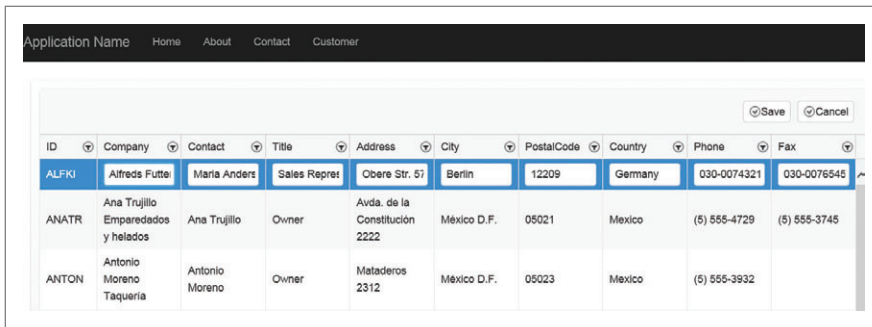 Application Name Home About Contact Customer
Save Cancel
ID Company Contact Title Address City PostalCode Country Phone Fax
ALFKI Alfreds Futte Maria Anders Sales Repres Obere Str. 57 Berlin 12209 Germany 030-0074321 030-0076545
ANATR Ana Trujillo Emparedados y helados Ana Trujillo Owner Avda. de la Constitución 2222 México D.F. 05021 Mexico (5) 555-4729 (5) 555-3745
ANTON Antonio Moreno Taquería Antonio Moreno Owner Mataderos 2312 México D.F. 05023 Mexico (5) 555-3932